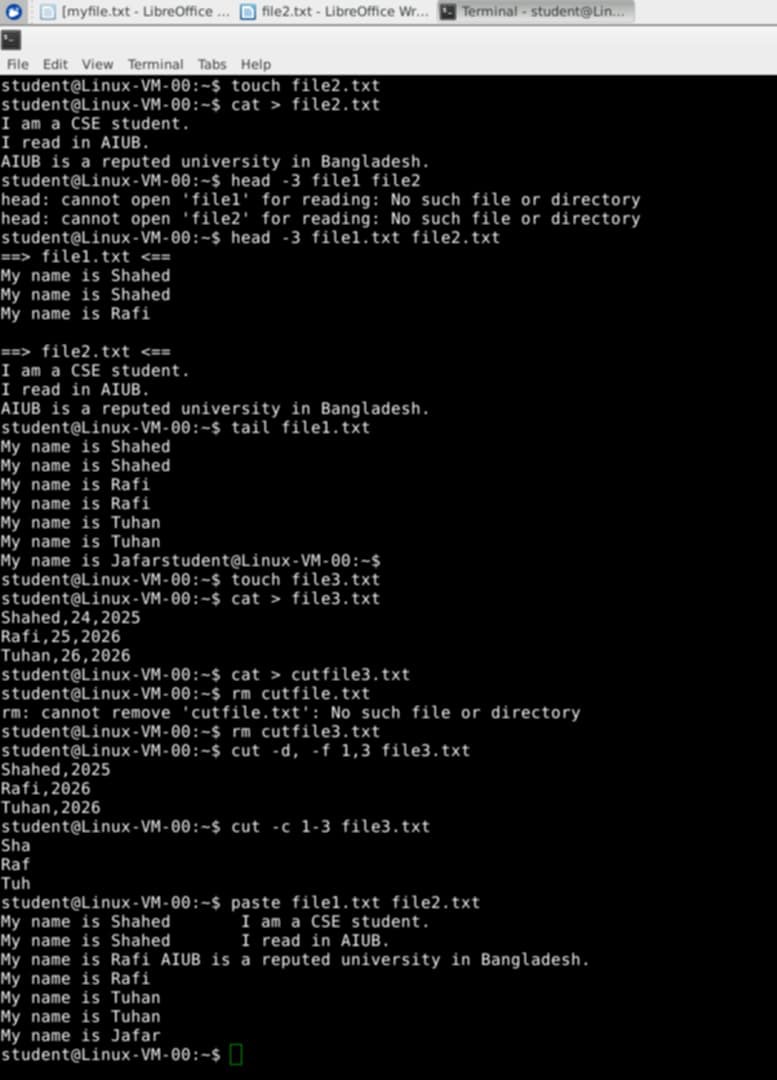 [myfile.txt - LibreOffice ... file2.txt - LibreOffice Wr... Terminal - student@Lin...
File Edit View Terminal Tabs Help
student@Linux-VM-00:~$ touch file2.txt
student@Linux-VM-00:~$ cat > file2.txt
I am a CSE student.
I read in AIUB.
AIUB is a reputed university in Bangladesh.
student@Linux-VM-00:~$ head -3 file1 file2
head: cannot open 'file1' for reading: No such file or directory
head: cannot open 'file2' for reading: No such file or directory
student@Linux-VM-00:~$ head -3 file1.txt file2.txt
==> file1.txt <==
My name is Shahed
My name is Shahed
My name is Rafi
==> file2.txt <==
I am a CSE student.
I read in AIUB.
AIUB is a reputed university in Bangladesh.
student@Linux-VM-00:~$ tail file1.txt
My name is Shahed
My name is Shahed
My name is Rafi
My name is Rafi
My name is Tuhan
My name is Tuhan
My name is Jafarstudent@Linux-VM-00:~$
student@Linux-VM-00:~$ touch file3.txt
student@Linux-VM-00:~$ cat > file3.txt
Shahed,24,2025
Rafi,25,2026
Tuhan,26,2026
student@Linux-VM-00:~$ cat > cutfile3.txt
student@Linux-VM-00:~$ rm cutfile.txt
rm: cannot remove 'cutfile.txt': No such file or directory
student@Linux-VM-00:~$ rm cutfile3.txt
student@Linux-VM-00:~$ cut -d, -f 1,3 file3.txt
Shahed,2025
Rafi,2026
Tuhan,2026
student@Linux-VM-00:~$ cut -c 1-3 file3.txt
Sha
Raf
Tuh
student@Linux-VM-00:~$ paste file1.txt file2.txt
My name is Shahed       I am a CSE student.
My name is Shahed       I read in AIUB.
My name is Rafi AIUB is a reputed university in Bangladesh.
My name is Rafi
My name is Tuhan
My name is Tuhan
My name is Jafar
student@Linux-VM-00:~$